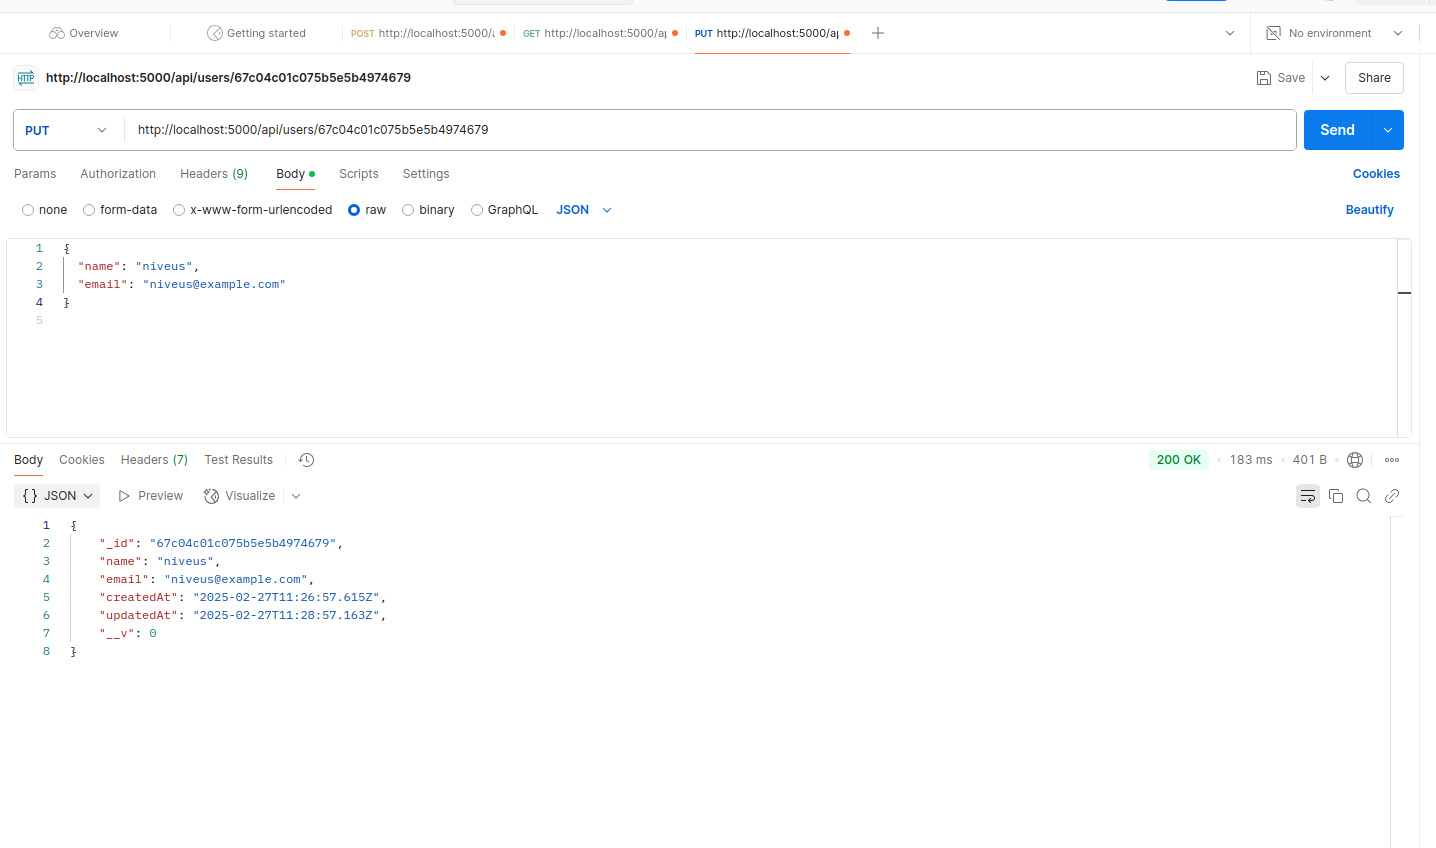 Overview
Getting started
POST http://localhost:5000/a
GET http://localhost:5000/ap
PUT http://localhost:5000/ap
No environment
HTTP http://localhost:5000/api/users/67c04c01c075b5e5b4974679
Save
Share
PUT http://localhost:5000/api/users/67c04c01c075b5e5b4974679
Send
Params Authorization Headers (9) Body Scripts Settings
Cookies
none form-data x-www-form-urlencoded raw binary GraphQL JSON
Beautify
1 {
2 "name": "niveus",
3 "email": "niveus@example.com"
4 }
5
Body Cookies Headers (7) Test Results
200 OK • 183 ms • 401 B •
{} JSON Preview Visualize
1 {
2 "_id": "67c04c01c075b5e5b4974679",
3 "name": "niveus",
4 "email": "niveus@example.com",
5 "createdAt": "2025-02-27T11:26:57.615Z",
6 "updatedAt": "2025-02-27T11:28:57.163Z",
7 "__v": 0
8 }